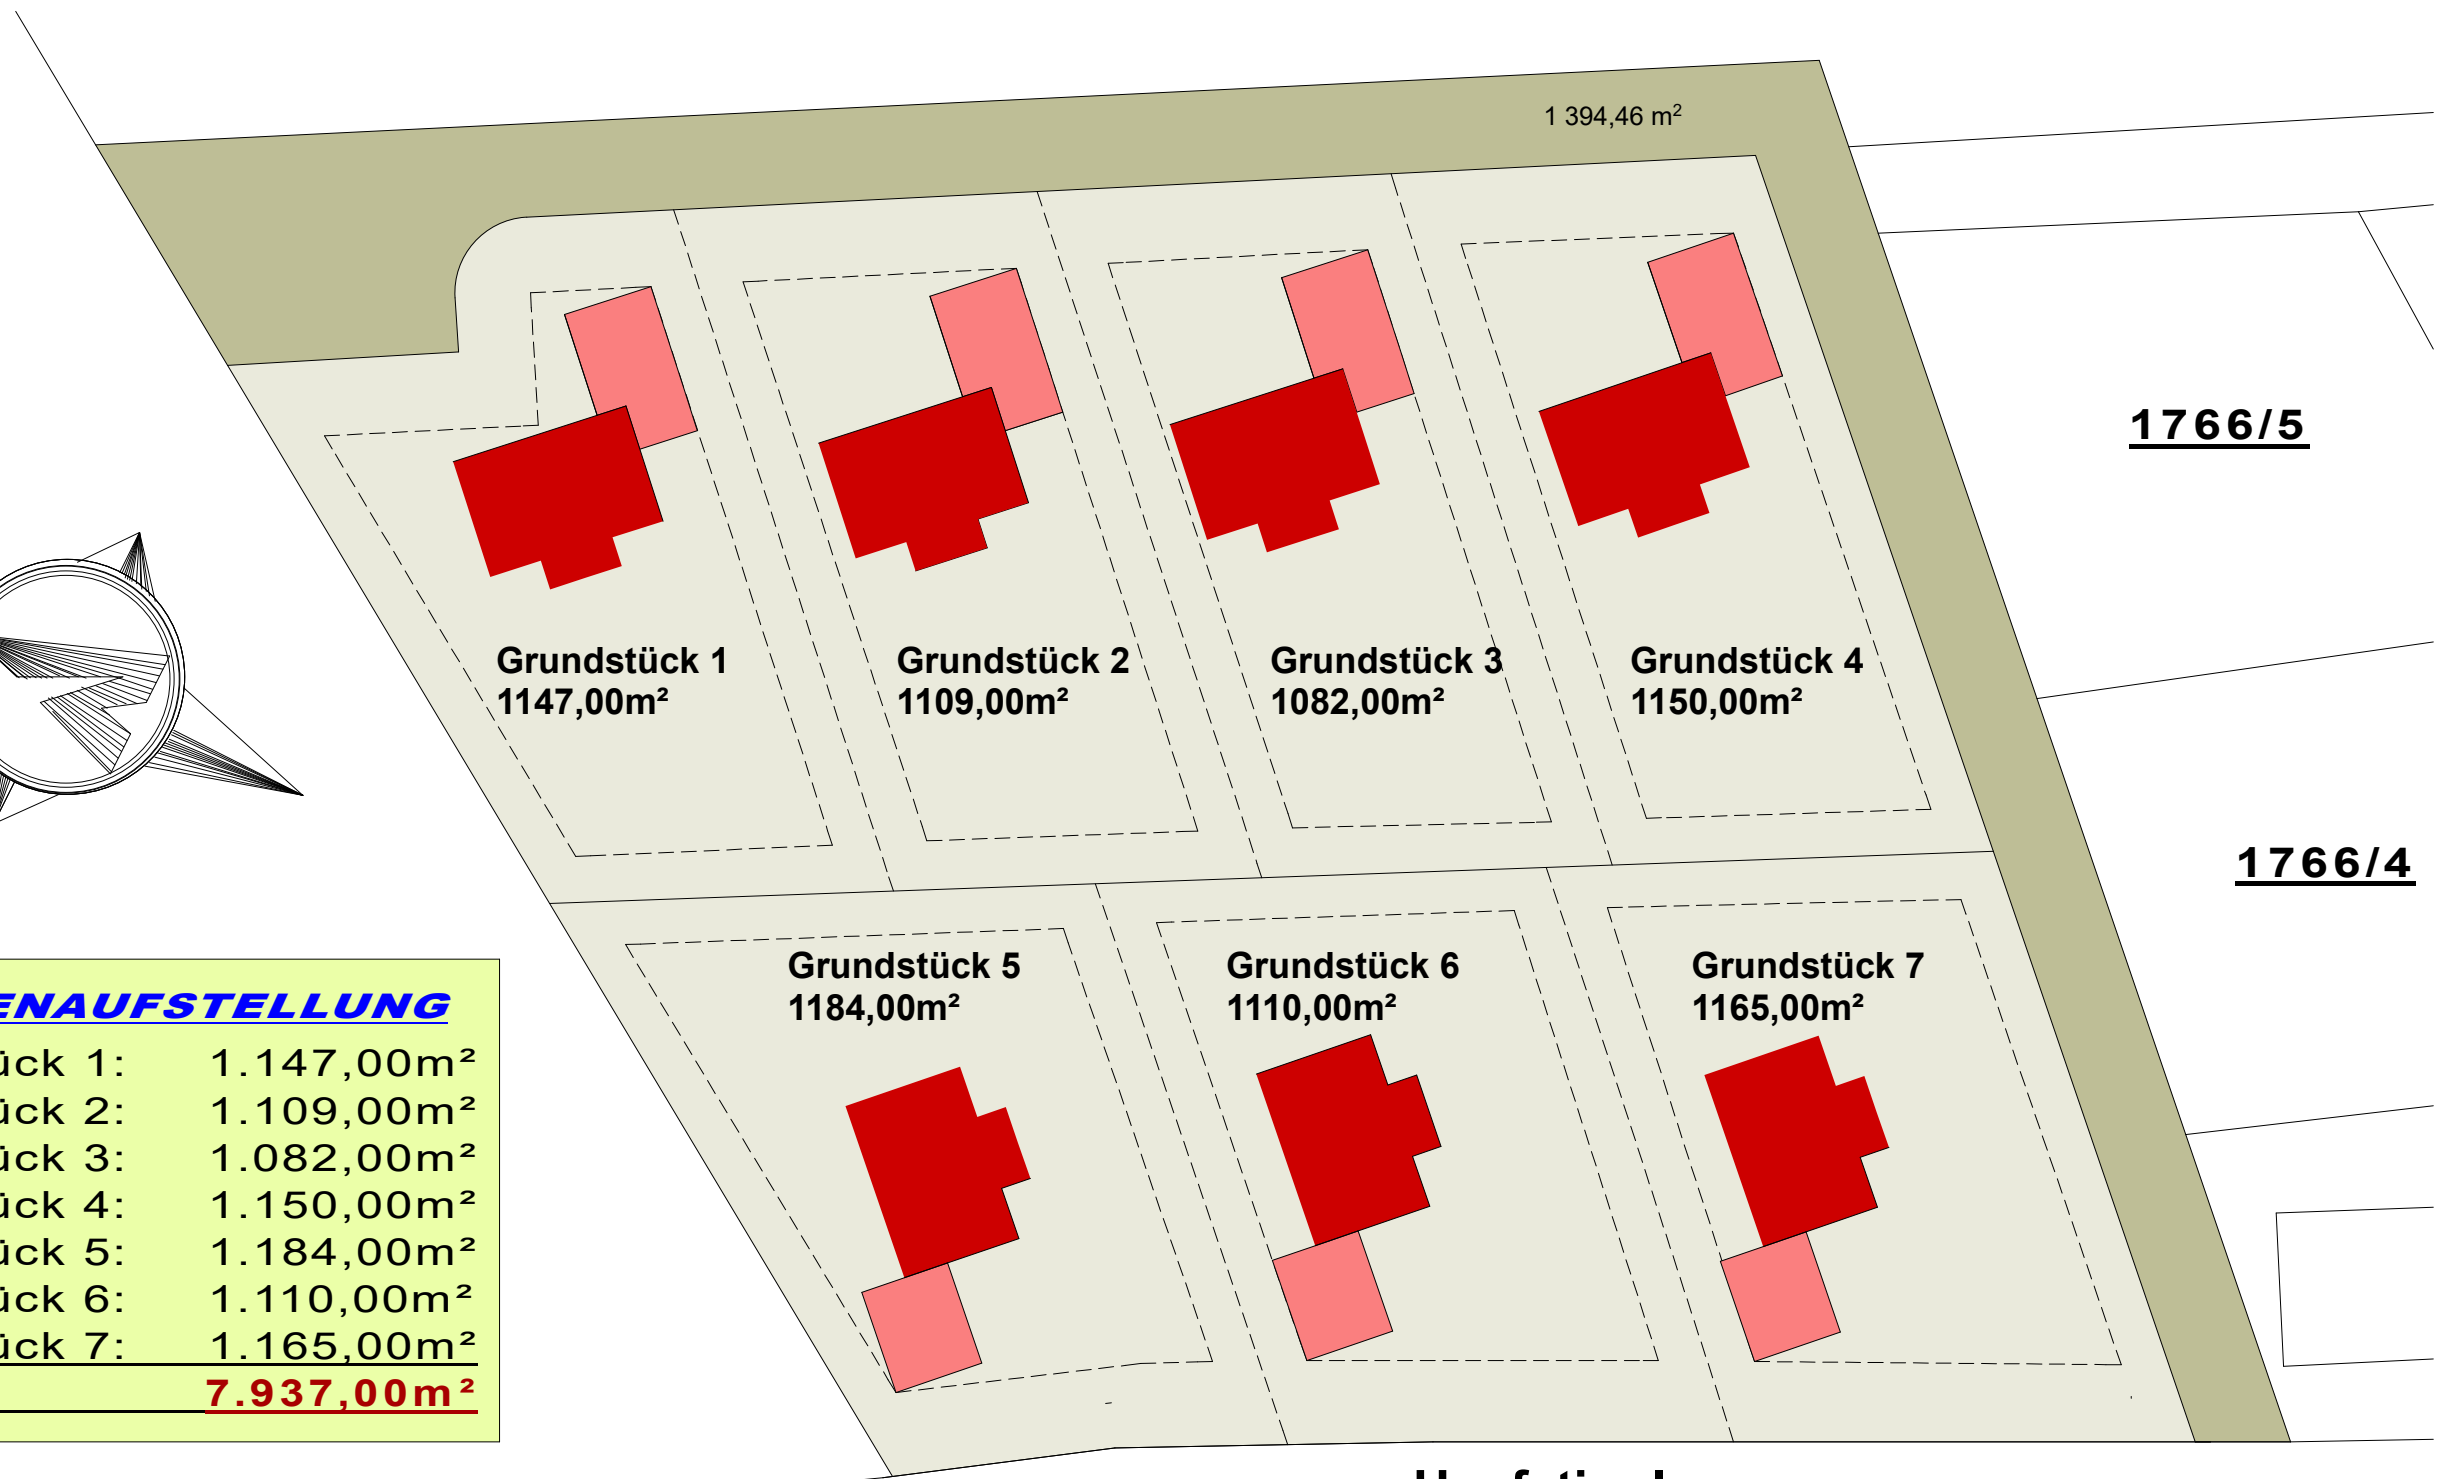 1 394,46 m²
1766/5
Grundstück 1
1147,00m²
Grundstück 2
1109,00m²
Grundstück 3
1082,00m²
Grundstück 4
1150,00m²
1766/4
Grundstück 5
1184,00m²
Grundstück 6
1110,00m²
Grundstück 7
1165,00m²
ENAUFSTELLUNG
ück 1: 1.147,00m²
ück 2: 1.109,00m²
ück 3: 1.082,00m²
ück 4: 1.150,00m²
ück 5: 1.184,00m²
ück 6: 1.110,00m²
ück 7: 1.165,00m²
7.937,00m²